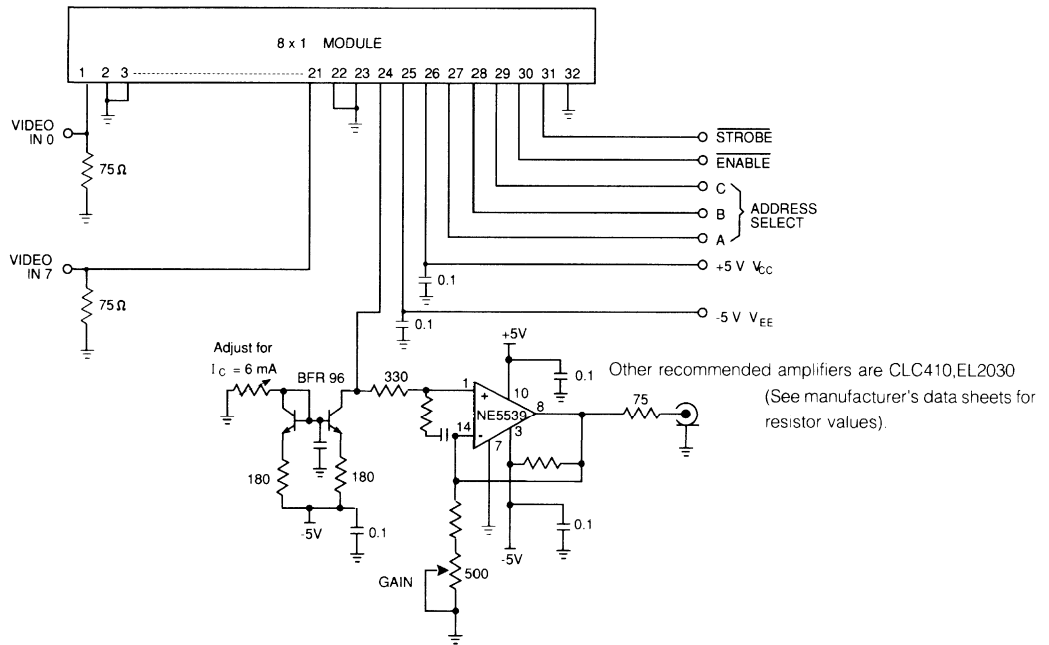 8 x 1 MODULE
1 2 3 21 22 23 24 25 26 27 28 29 30 31 32
VIDEO
IN 0
75 Ω
STROBE
ENABLE
C
B
A
ADDRESS
SELECT
VIDEO
IN 7
75 Ω
+5 V VCC
0.1
-5 V VEE
0.1
+5V
Adjust for
IC = 6 mA
BFR 96
330
1
+
10
0.1
NE5539
8
75
14
-
7
3
Other recommended amplifiers are CLC410,EL2030
(See manufacturer's data sheets for
resistor values).
180
180
-5V
0.1
0.1
-5V
GAIN
500